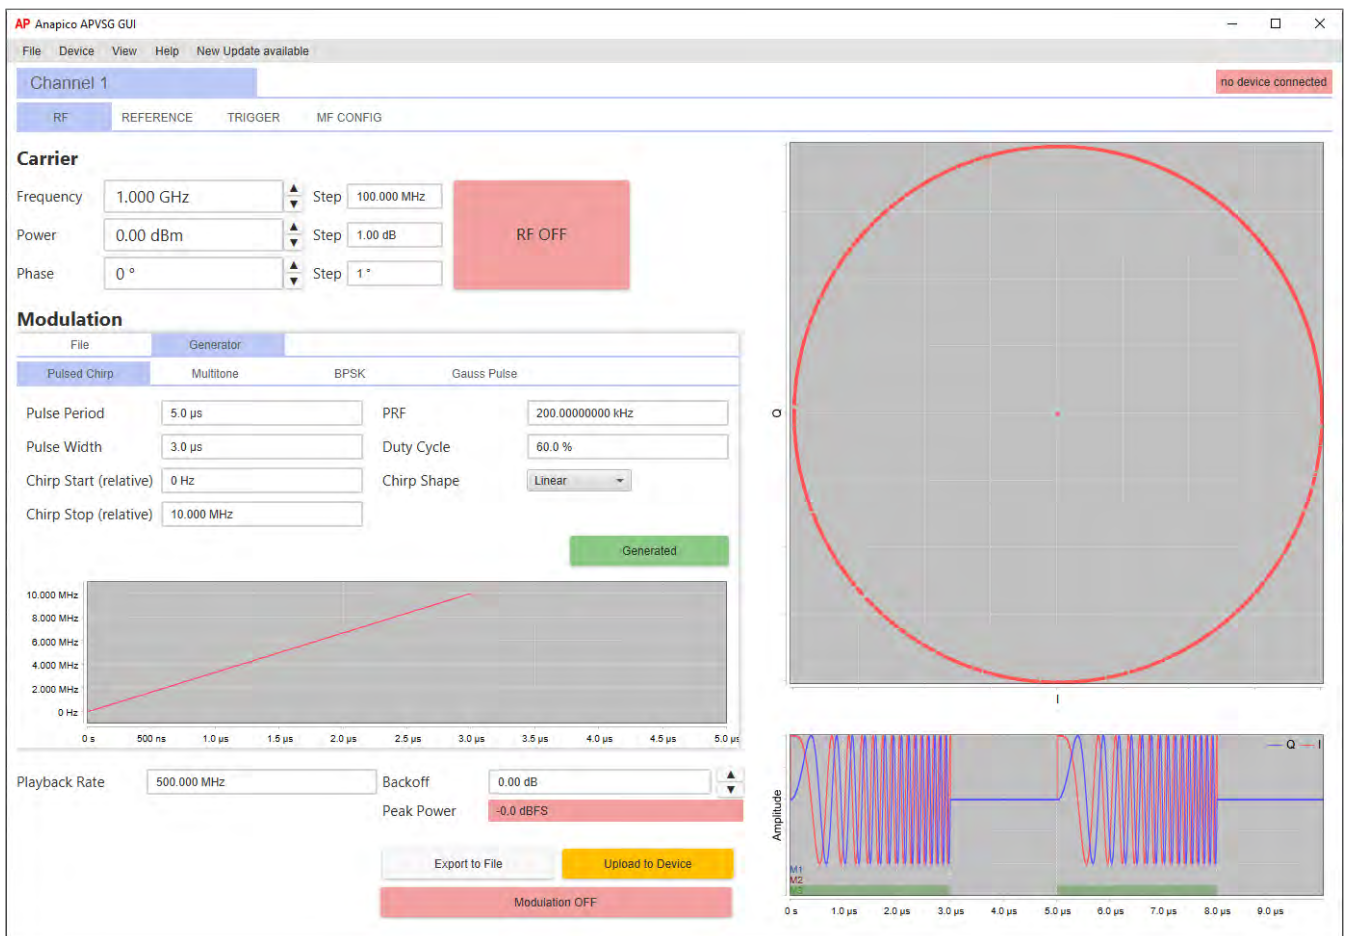 AP Anapico APVSG GUI
File Device View Help New Update available
Channel 1
no device connected
RF REFERENCE TRIGGER MF CONFIG
Carrier
Frequency 1.000 GHz ▲▼ Step 100.000 MHz
Power 0.00 dBm ▲▼ Step 1.00 dB
Phase 0 ° ▲▼ Step 1 °
RF OFF
Modulation
File Generator
Pulsed Chirp Multitone BPSK Gauss Pulse
Pulse Period 5.0 µs PRF 200.00000000 kHz
Pulse Width 3.0 µs Duty Cycle 60.0 %
Chirp Start (relative) 0 Hz Chirp Shape Linear
Chirp Stop (relative) 10.000 MHz
Generated
10.000 MHz
8.000 MHz
6.000 MHz
4.000 MHz
2.000 MHz
0 Hz
0 s 500 ns 1.0 µs 1.5 µs 2.0 µs 2.5 µs 3.0 µs 3.5 µs 4.0 µs 4.5 µs 5.0 µs
Playback Rate 500.000 MHz Backoff 0.00 dB ▲▼
Peak Power -0.0 dBFS
Export to File Upload to Device
Modulation OFF
Q
I
Q I
Amplitude
M1
M2
M3
0 s 1.0 µs 2.0 µs 3.0 µs 4.0 µs 5.0 µs 6.0 µs 7.0 µs 8.0 µs 9.0 µs